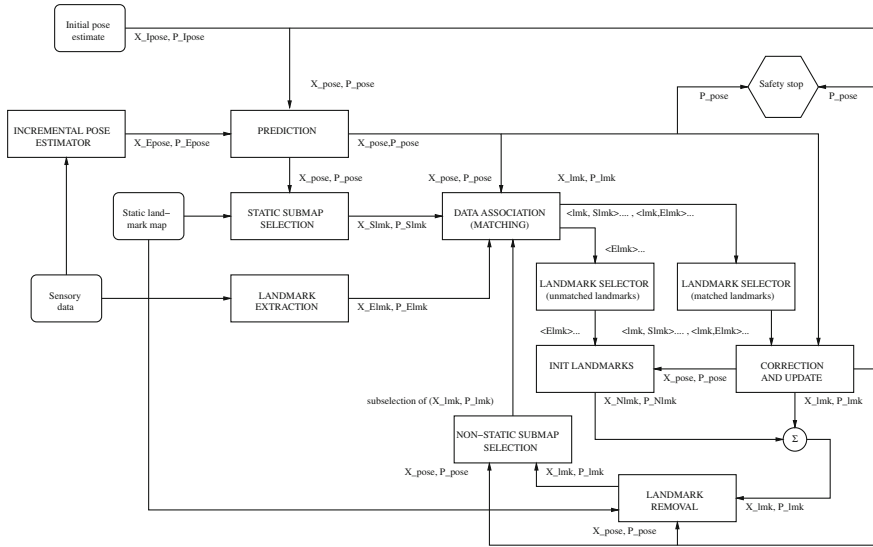 Initial pose
estimate
X_Ipose, P_Ipose
X_pose, P_pose
Safety stop
P_pose
P_pose
INCREMENTAL POSE
ESTIMATOR
X_Epose, P_Epose
PREDICTION
X_pose,P_pose
X_pose, P_pose
X_pose, P_pose
X_lmk, P_lmk
Static land–
mark map
STATIC SUBMAP
SELECTION
X_Slmk, P_Slmk
DATA ASSOCIATION
(MATCHING)
<lmk, Slmk>.... , <lmk,Elmk>...
<Elmk>...
Sensory
data
LANDMARK
EXTRACTION
X_Elmk, P_Elmk
LANDMARK SELECTOR
(unmatched landmarks)
LANDMARK SELECTOR
(matched landmarks)
<Elmk>...
<lmk, Slmk>.... , <lmk,Elmk>...
INIT LANDMARKS
X_pose, P_pose
CORRECTION
AND UPDATE
subselection of (X_lmk, P_lmk)
X_Nlmk, P_Nlmk
X_lmk, P_lmk
Σ
NON–STATIC SUBMAP
SELECTION
X_pose, P_pose
X_lmk, P_lmk
LANDMARK
REMOVAL
X_lmk, P_lmk
X_pose, P_pose